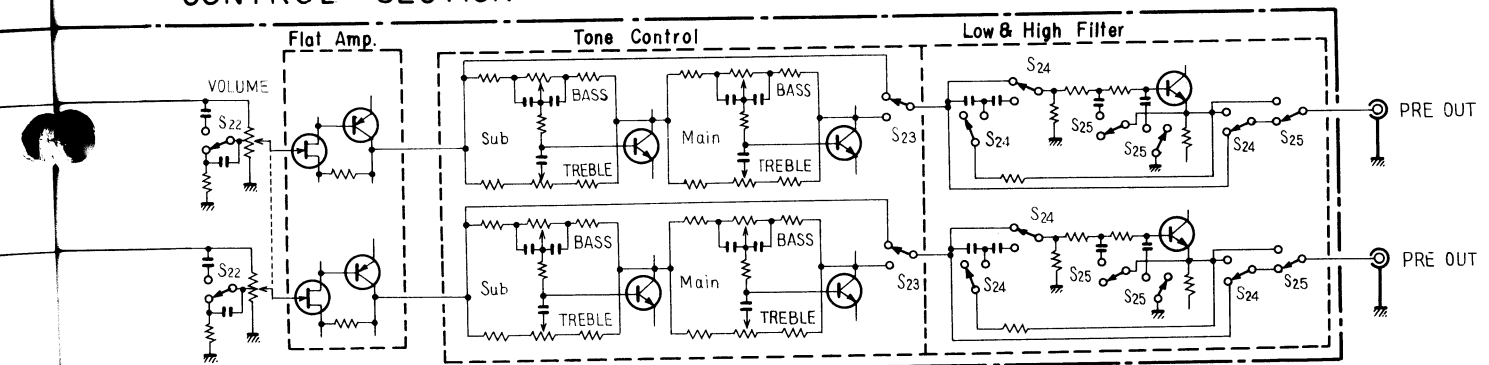 CONTROL SECTION
Flat Amp.
Tone Control
Low & High Filter
VOLUME
S22
Sub
BASS
TREBLE
Main
BASS
TREBLE
S23
S24
S24
S25
S25
S24
S25
PRE OUT
S22
Sub
BASS
TREBLE
Main
BASS
TREBLE
S23
S24
S24
S25
S25
S24
S25
PRE OUT